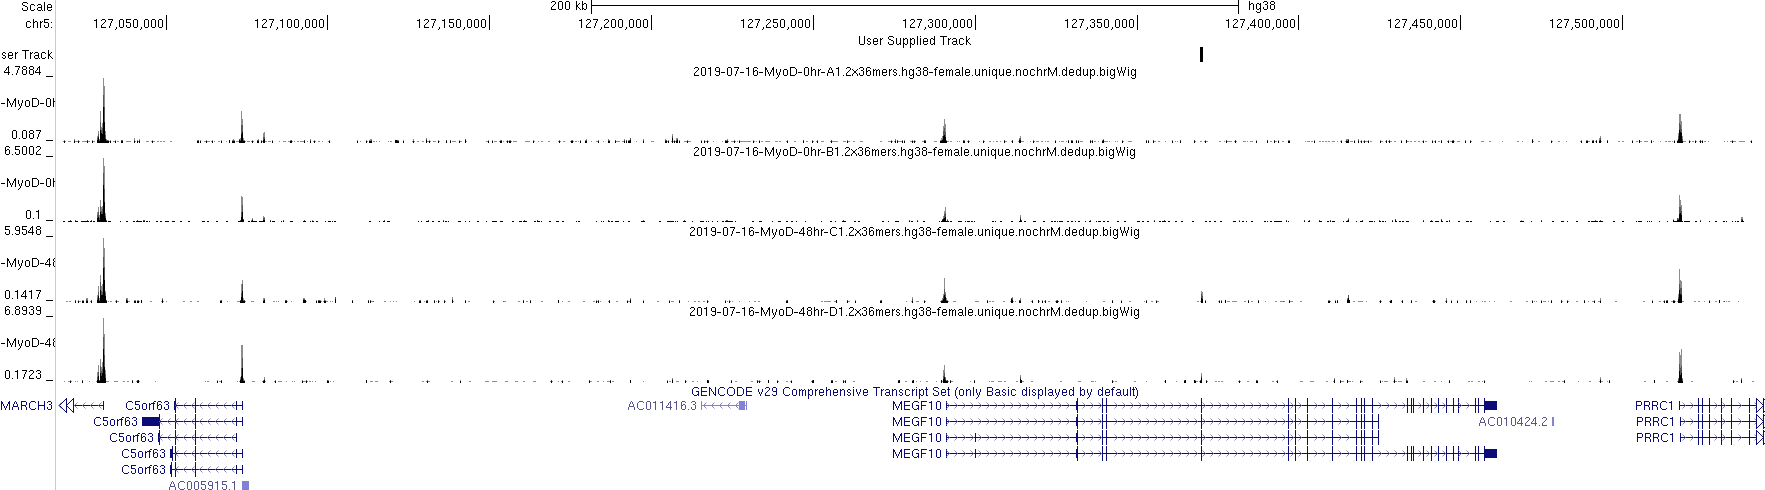 Scale 200 kb hg38
chr5: 127,050,000 127,100,000 127,150,000 127,200,000 127,250,000 127,300,000 127,350,000 127,400,000 127,450,000 127,500,000
User Supplied Track
ser Track
4.7884 _ 2019-07-16-MyoD-0hr-A1.2x36mers.hg38-female.unique.nochrM.dedup.bigWig
-MyoD-0h
0.087 _
6.5002 _ 2019-07-16-MyoD-0hr-B1.2x36mers.hg38-female.unique.nochrM.dedup.bigWig
-MyoD-0h
0.1 _
5.9548 _ 2019-07-16-MyoD-48hr-C1.2x36mers.hg38-female.unique.nochrM.dedup.bigWig
-MyoD-48
0.1417 _
6.8939 _ 2019-07-16-MyoD-48hr-D1.2x36mers.hg38-female.unique.nochrM.dedup.bigWig
-MyoD-48
0.1723 _
GENCODE v29 Comprehensive Transcript Set (only Basic displayed by default)
MARCH3 C5orf63 AC011416.3 MEGF10 PRRC1
C5orf63 MEGF10 AC010424.2 PRRC1
C5orf63 MEGF10 PRRC1
C5orf63 MEGF10
C5orf63
AC005915.1